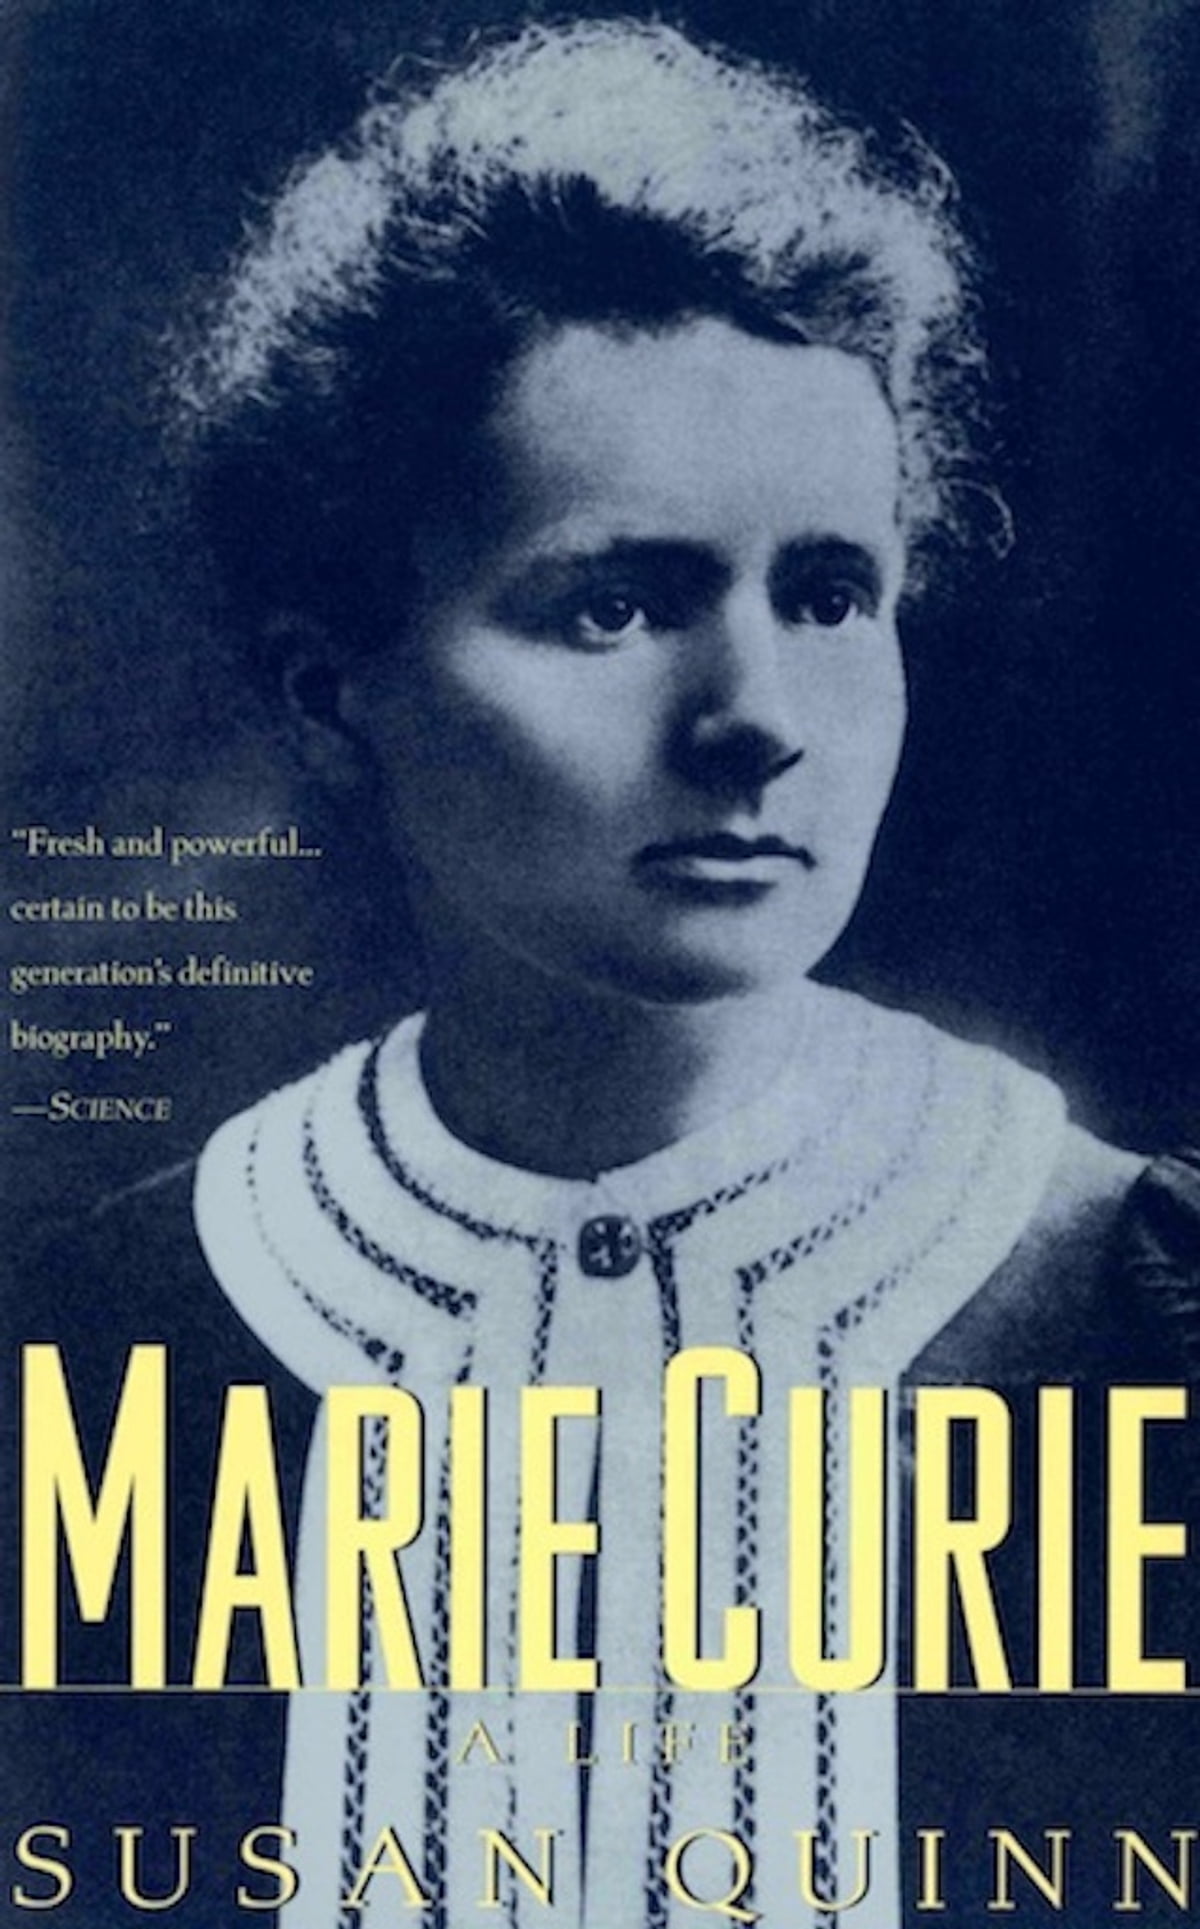 "Fresh and powerful...
certain to be this
generation's definitive
biography."
—SCIENCE
MARIE CURIE
A LIFE
SUSAN QUINN